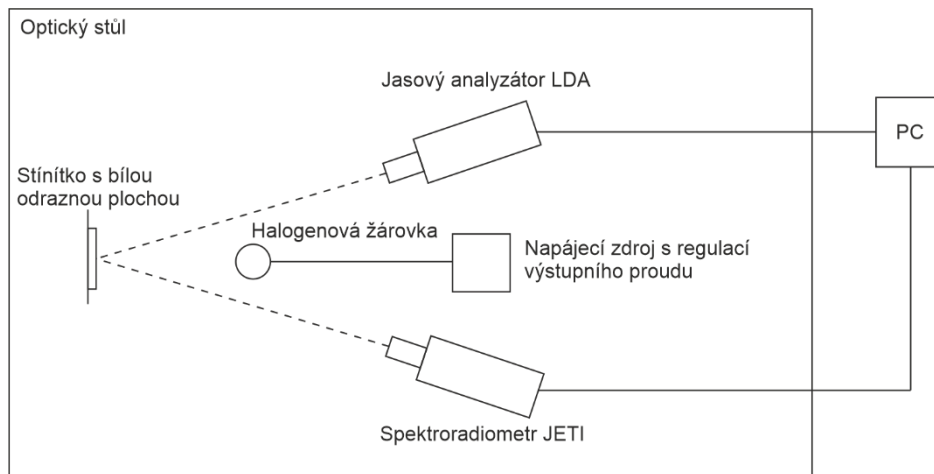 Optický stůl
Jasový analyzátor LDA
PC
Stínítko s bílou
odraznou plochou
Halogenová žárovka
Napájecí zdroj s regulací
výstupního proudu
Spektroradiometr JETI